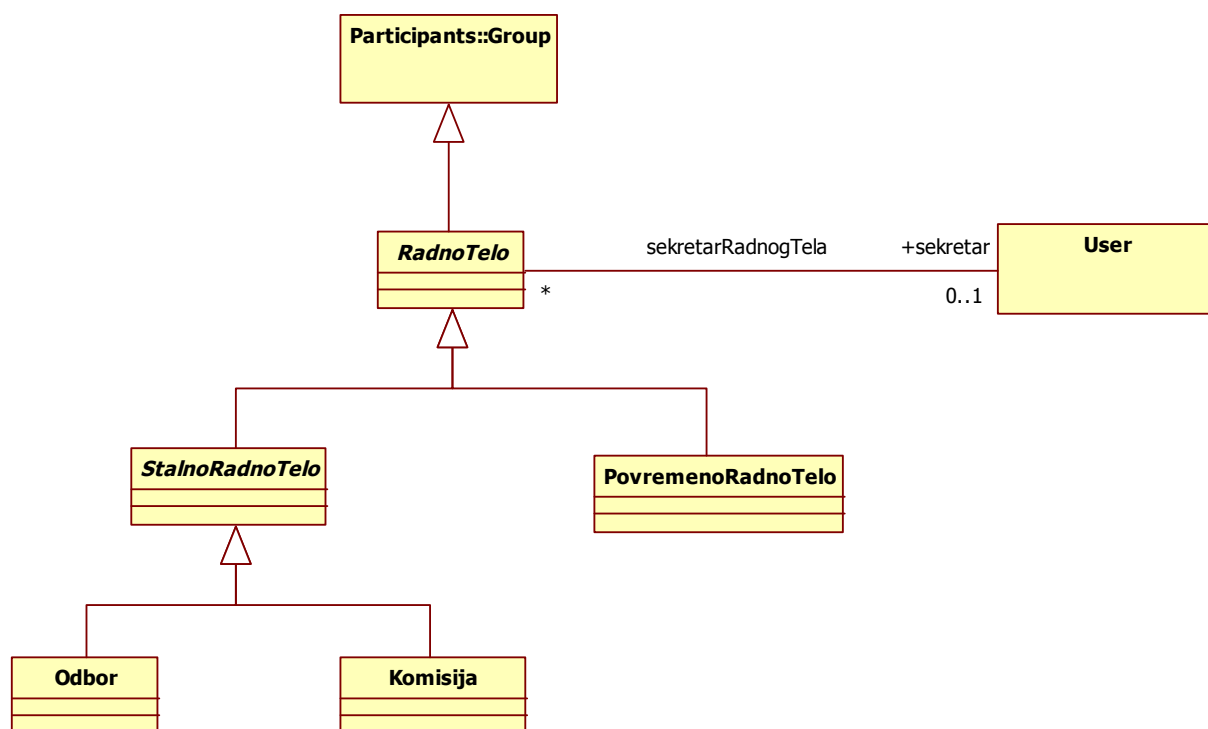 Participants::Group
RadnoTelo
sekretarRadnogTela
+sekretar
User
*
0..1
StalnoRadnoTelo
PovremenoRadnoTelo
Odbor
Komisija